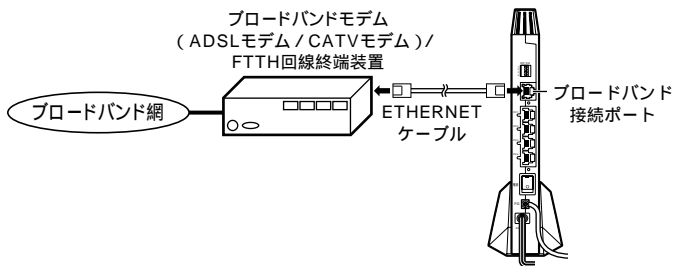 ブロードバンドモデム
(ADSLモデム/CATVモデム)/
FTTH回線終端装置
ブロードバンド網
ETHERNET
ケーブル
ブロードバンド
接続ポート